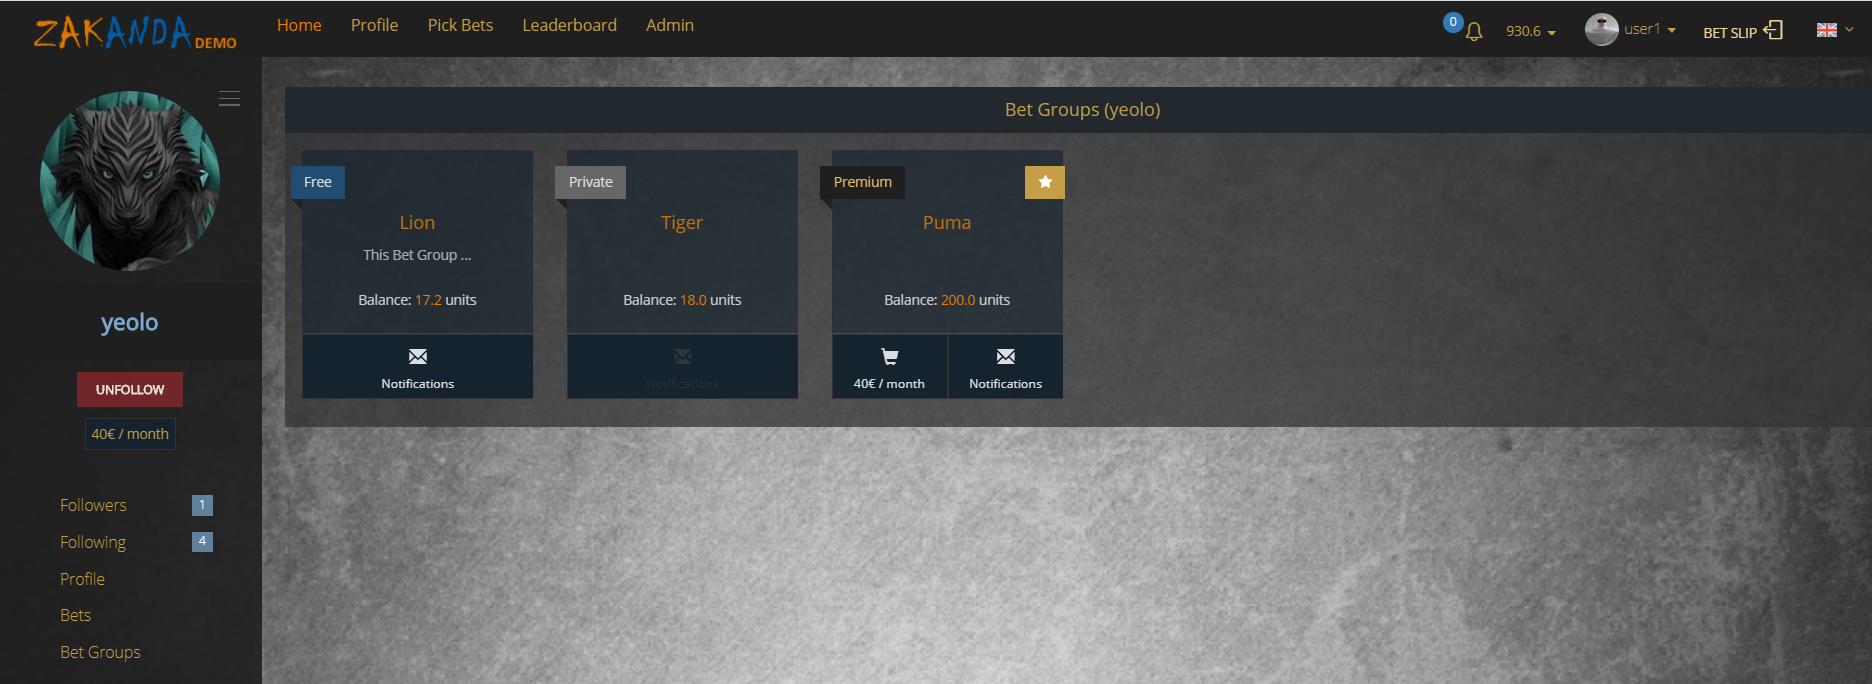 ZAKANDA DEMO
Home Profile Pick Bets Leaderboard Admin
0 930.6 user1 BET SLIP
yeolo
UNFOLLOW
40€ / month
Followers 1
Following 4
Profile
Bets
Bet Groups
Bet Groups (yeolo)
Free
Lion
This Bet Group ...
Balance: 17.2 units
Notifications
Private
Tiger
Balance: 18.0 units
Notifications
Premium
Puma
Balance: 200.0 units
40€ / month
Notifications